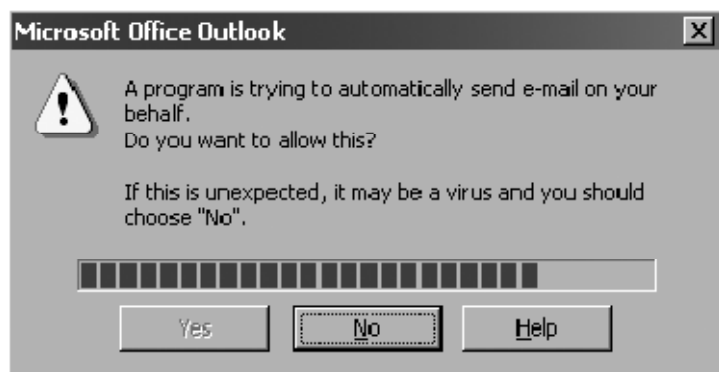 Microsoft Office Outlook
A program is trying to automatically send e-mail on your
behalf.
Do you want to allow this?
If this is unexpected, it may be a virus and you should
choose "No".
Yes No Help